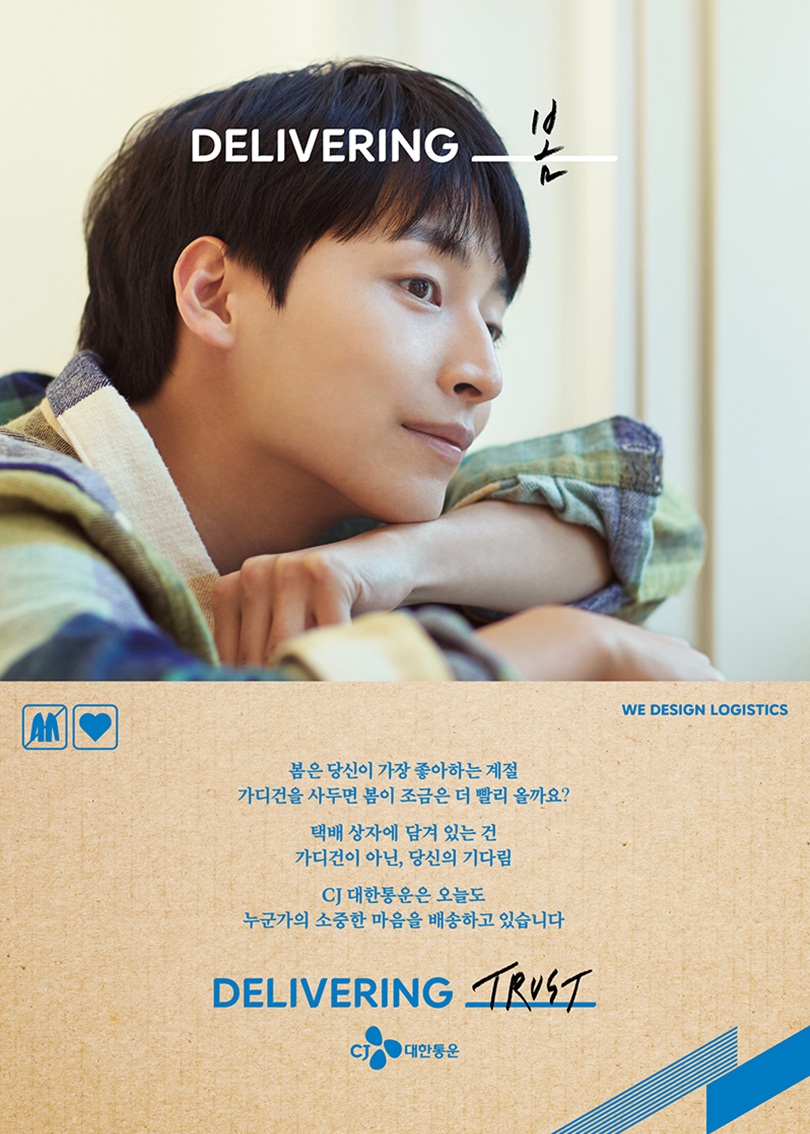 DELIVERING 봄
WE DESIGN LOGISTICS
봄은 당신이 가장 좋아하는 계절
가디건을 사두면 봄이 조금은 더 빨리 올까요?
택배 상자에 담겨 있는 건
가디건이 아닌, 당신의 기다림
CJ 대한통운은 오늘도
누군가의 소중한 마음을 배송하고 있습니다
DELIVERING TRUST
CJ 대한통운